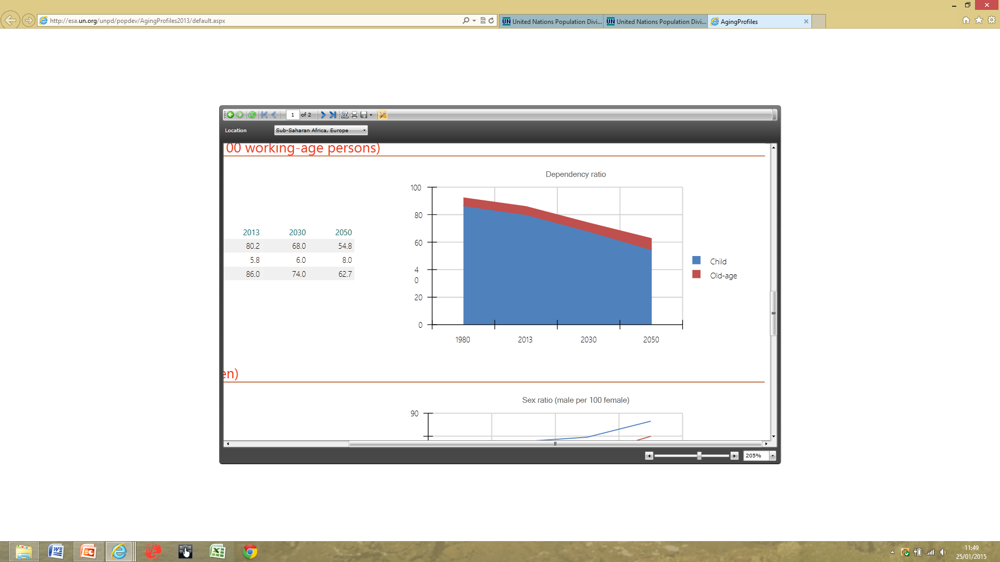 http://esa.un.org/unpd/popdev/AgingProfiles2013/default.aspx
UN United Nations Population Divi...
UN United Nations Population Divi...
AgingProfiles
1 of 2
Location
Sub-Saharan Africa, Europe
00 working-age persons)
Dependency ratio
2013 2030 2050
80.2 68.0 54.8
5.8 6.0 8.0
86.0 74.0 62.7
100
80
60
4
0
20
0
1980 2013 2030 2050
Child
Old-age
en)
Sex ratio (male per 100 female)
90
205%
11:49
25/01/2015